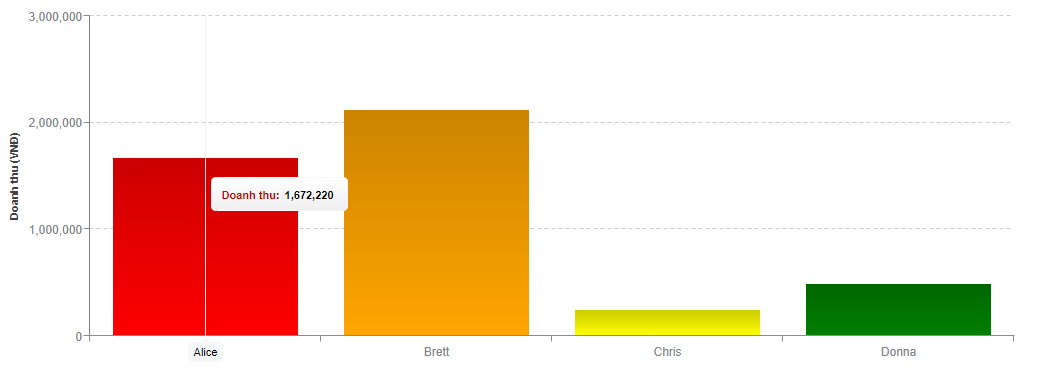 3,000,000
2,000,000
1,000,000
0
Doanh thu (VNĐ)
Doanh thu: 1,672,220
Alice
Brett
Chris
Donna